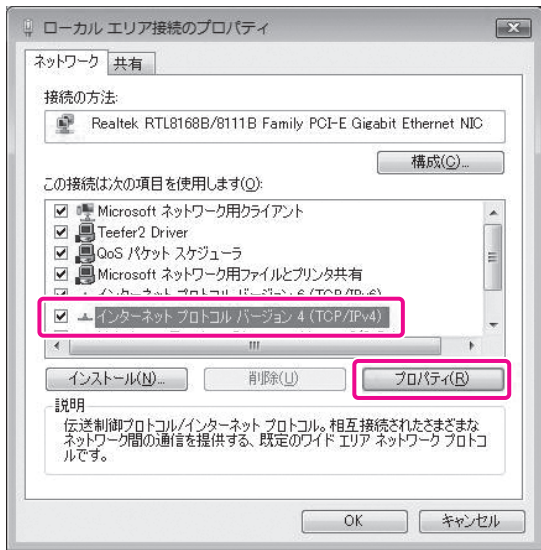 ローカル エリア接続のプロパティ
ネットワーク 共有
接続の方法:
Realtek RTL8168B/8111B Family PCI-E Gigabit Ethernet NIC
構成(C)...
この接続は次の項目を使用します(O):
Microsoft ネットワーク用クライアント
Teefer2 Driver
QoS パケット スケジューラ
Microsoft ネットワーク用ファイルとプリンタ共有
インターネット プロトコル バージョン 6 (TCP/IPv6)
インターネット プロトコル バージョン 4 (TCP/IPv4)
インストール(N)... 削除(U) プロパティ(R)
説明
伝送制御プロトコル/インターネット プロトコル。相互接続されたさまざまな
ネットワーク間の通信を提供する、既定のワイド エリア ネットワーク プロトコ
ルです。
OK キャンセル